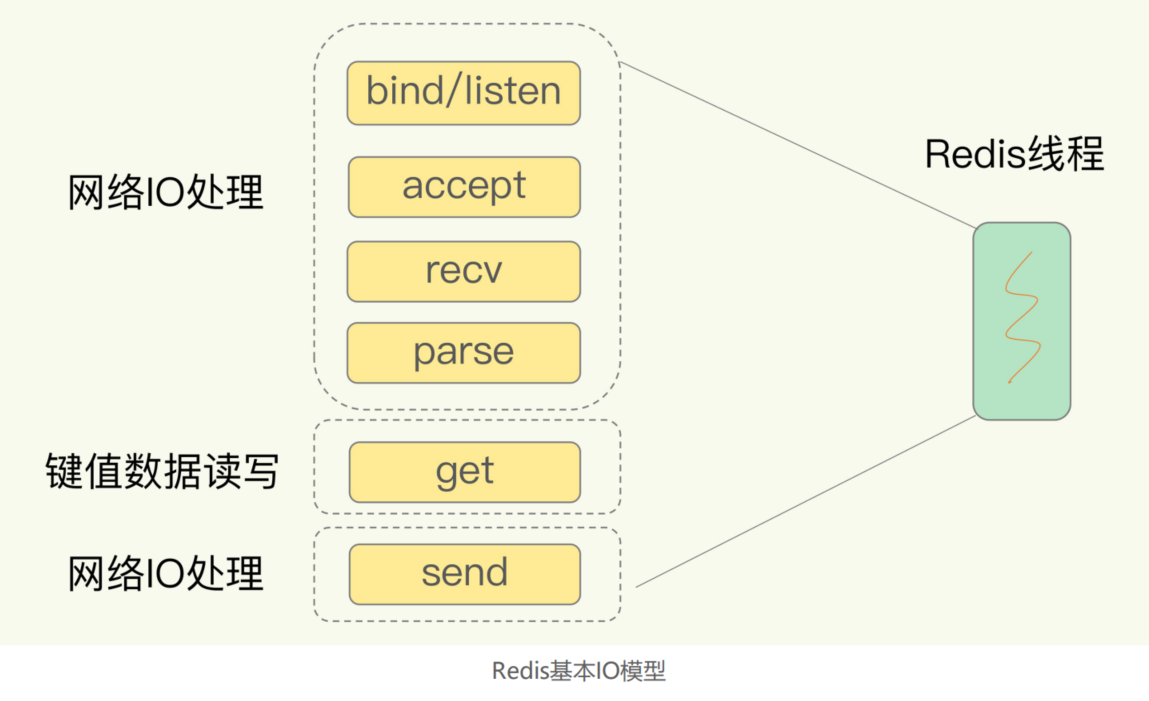 bind/listen
网络IO处理
accept
recv
parse
键值数据读写
get
网络IO处理
send
Redis线程
Redis基本IO模型